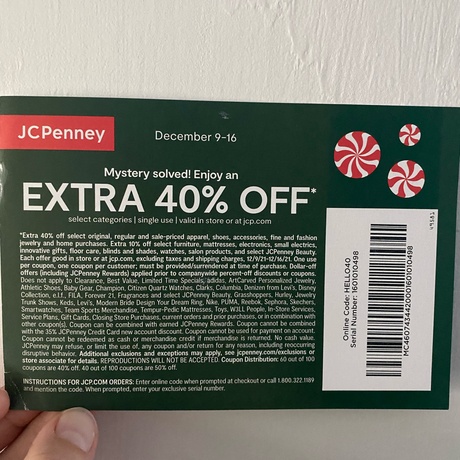 JCPenney
December 9-16
Mystery solved! Enjoy an
EXTRA 40% OFF*
select categories | single use | valid in store or at jcp.com
*Extra 40% off select original, regular and sale-priced apparel, shoes, accessories, fine and fashion
jewelry and home purchases. Extra 10% off select furniture, mattresses, electronics, small electrics,
innovative gifts, floor care, blinds and shades, watches, salon products, and select JCPenney Beauty.
Each offer good in store or at jcp.com, excluding taxes and shipping charges, 12/9/21-12/16/21. One use
per coupon, one coupon per customer; must be provided/surrendered at time of purchase. Dollar-off
offers (including JCPenney Rewards) applied prior to companywide percent-off discounts or coupons.
Does not apply to Clearance, Best Value, Limited Time Specials, adidas, ArtCarved Personalized Jewelry,
Athletic Shoes, Baby Gear, Champion, Citizen Quartz Watches, Clarks, Columbia, Denizen from Levi's, Disney
Collection, e.l.f., FILA, Forever 21, Fragrances and select JCPenney Beauty, Grasshoppers, Hurley, Jewelry
Trunk Shows, Keds, Levi's, Modern Bride Design Your Dream Ring, Nike, PUMA, Reebok, Sephora, Skechers,
Smartwatches, Team Sports Merchandise, Tempur-Pedic Mattresses, Toys, WILL People, In-Store Services,
Service Plans, Gift Cards, Closing Store Purchases, current orders and prior purchases, or in combination with
other coupon(s). Coupon can be combined with earned JCPenney Rewards. Coupon cannot be combined
with the 35% JCPenney Credit Card new account discount. Coupon cannot be used for payment on account.
Coupon cannot be redeemed as cash or merchandise credit if merchandise is returned. No cash value.
JCPenney may refuse, or limit the use of, any coupon and/or return for any reason, including reoccurring
disruptive behavior. Additional exclusions and exceptions may apply, see jcpenney.com/exclusions or
store associate for details. REPRODUCTIONS WILL NOT BE ACCEPTED. Coupon Distribution: 60 out of 100
coupons are 40% off. 40 out of 100 coupons are 50% off.
INSTRUCTIONS FOR JCP.COM ORDERS: Enter online code when prompted at checkout or call 1.800.322.1189
and mention the code. When prompted, enter your exclusive serial number.
Online Code: HELLO40
Serial Number: 1601010498